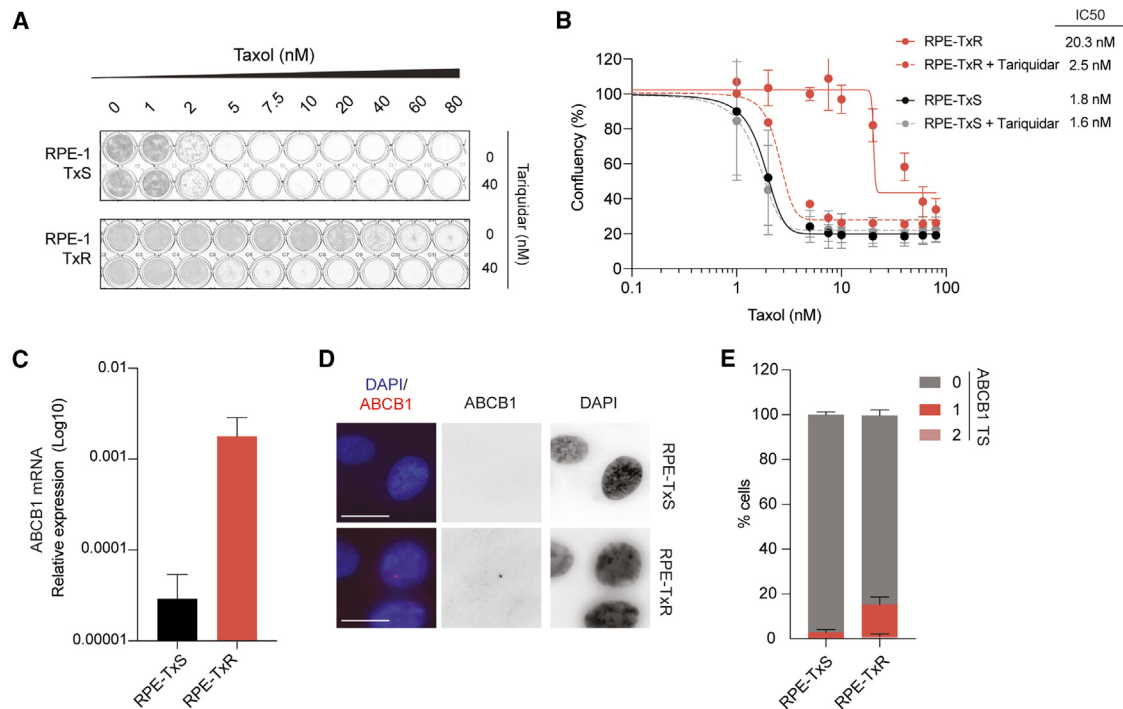 A
Taxol (nM)
0 1 2 5 7.5 10 20 40 60 80
RPE-1
TxS
0
40
RPE-1
TxR
0
40
Tariquidar (nM)
B
IC50
RPE-TxR 20.3 nM
RPE-TxR + Tariquidar 2.5 nM
RPE-TxS 1.8 nM
RPE-TxS + Tariquidar 1.6 nM
Confluency (%)
120
100
80
60
40
20
0
0.1 1 10 100
Taxol (nM)
C
ABCB1 mRNA
Relative expression (Log10)
0.01
0.001
0.0001
0.00001
RPE-TxS RPE-TxR
D
DAPI/
ABCB1
ABCB1
DAPI
RPE-TxS
RPE-TxR
E
% cells
120
100
80
60
40
20
0
RPE-TxS RPE-TxR
0
1
2
ABCB1 TS